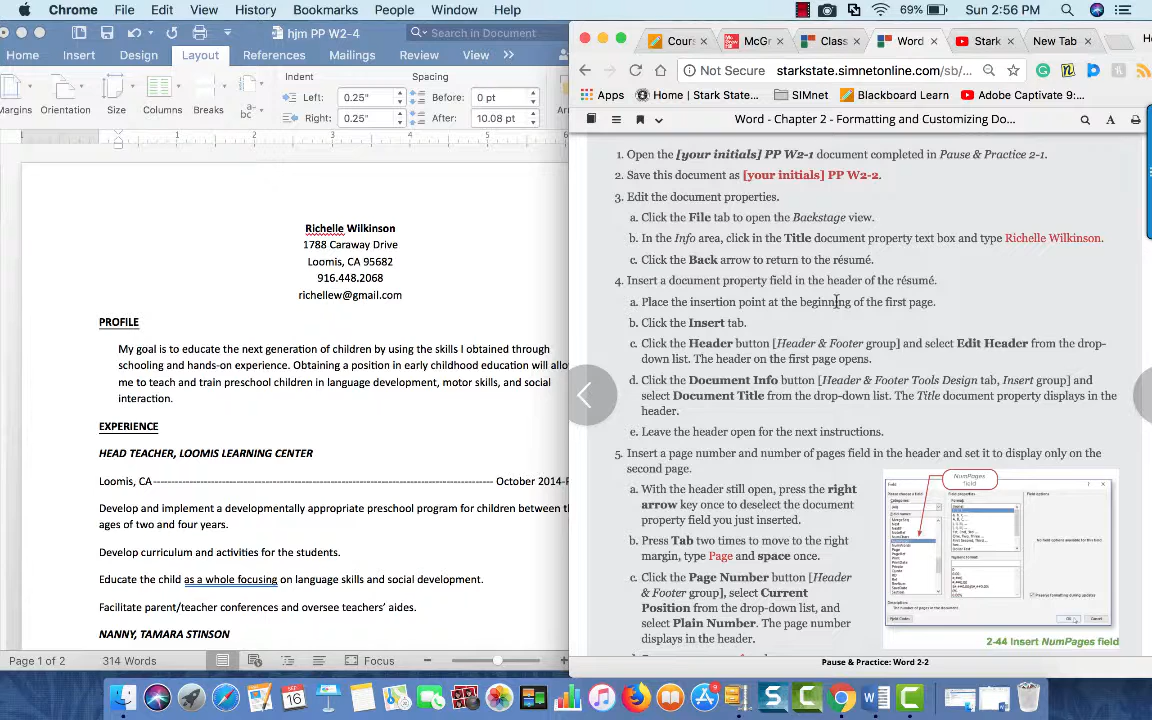 Chrome File Edit View History Bookmarks People Window Help 69% Sun 2:56 PM
hjm PP W2-4 Search in Document
Home Insert Design Layout References Mailings Review View
Margins Orientation Size Columns Breaks
Indent Spacing
Left: 0.25" Before: 0 pt
Right: 0.25" After: 10.08 pt
Richelle Wilkinson
1788 Caraway Drive
Loomis, CA 95682
916.448.2068
richellew@gmail.com
PROFILE
My goal is to educate the next generation of children by using the skills I obtained through
schooling and hands-on experience. Obtaining a position in early childhood education will allo
me to teach and train preschool children in language development, motor skills, and social
interaction.
EXPERIENCE
HEAD TEACHER, LOOMIS LEARNING CENTER
Loomis, CA-------------------------------------------------------------------------------- October 2014-P
Develop and implement a developmentally appropriate preschool program for children between th
ages of two and four years.
Develop curriculum and activities for the students.
Educate the child as a whole focusing on language skills and social development.
Facilitate parent/teacher conferences and oversee teachers' aides.
NANNY, TAMARA STINSON
Page 1 of 2 314 Words Focus
Cours McGr Class Word Stark New Tab He
Not Secure starkstate.simnetonline.com/sb/...
Apps Home | Stark State... SIMnet Blackboard Learn Adobe Captivate 9:...
Word - Chapter 2 - Formatting and Customizing Do...
1. Open the [your initials] PP W2-1 document completed in Pause & Practice 2-1.
2. Save this document as [your initials] PP W2-2.
3. Edit the document properties.
a. Click the File tab to open the Backstage view.
b. In the Info area, click in the Title document property text box and type Richelle Wilkinson.
c. Click the Back arrow to return to the résumé.
4. Insert a document property field in the header of the résumé.
a. Place the insertion point at the beginning of the first page.
b. Click the Insert tab.
c. Click the Header button [Header & Footer group] and select Edit Header from the drop-
down list. The header on the first page opens.
d. Click the Document Info button [Header & Footer Tools Design tab, Insert group] and
select Document Title from the drop-down list. The Title document property displays in the
header.
e. Leave the header open for the next instructions.
5. Insert a page number and number of pages field in the header and set it to display only on the
second page.
a. With the header still open, press the right
arrow key once to deselect the document
property field you just inserted.
b. Press Tab two times to move to the right
margin, type Page and space once.
c. Click the Page Number button [Header
& Footer group], select Current
Position from the drop-down list, and
select Plain Number. The page number
displays in the header.
NumPages
field
2-44 Insert NumPages field
Pause & Practice: Word 2-2
SEP
16